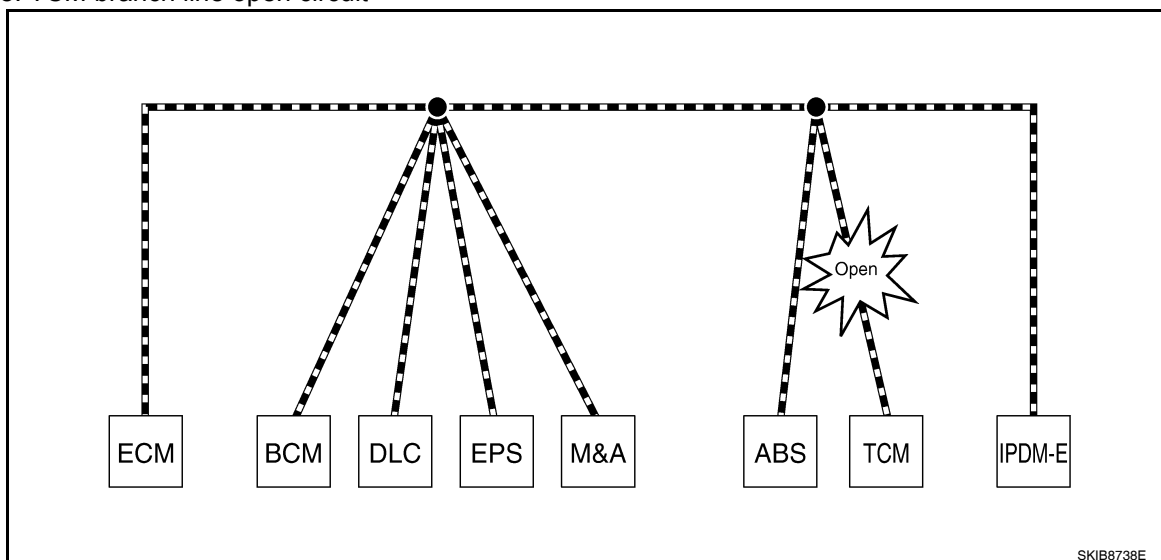 TCM branch line open circuit
Open
ECM BCM DLC EPS M&A ABS TCM IPDM-E
SKIB8738E